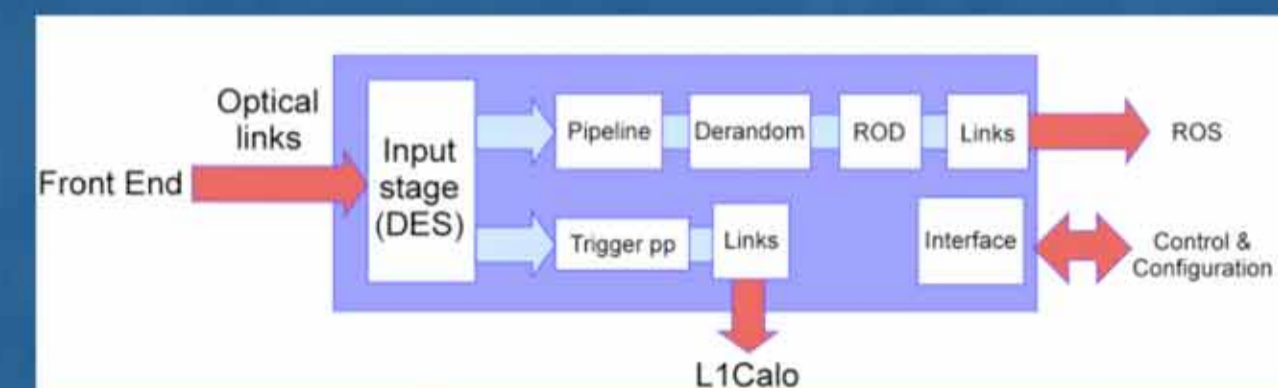 Front End
Optical
links
Input
stage
(DES)
Pipeline
Derandom
ROD
Links
ROS
Trigger pp
Links
Interface
Control &
Configuration
L1Calo